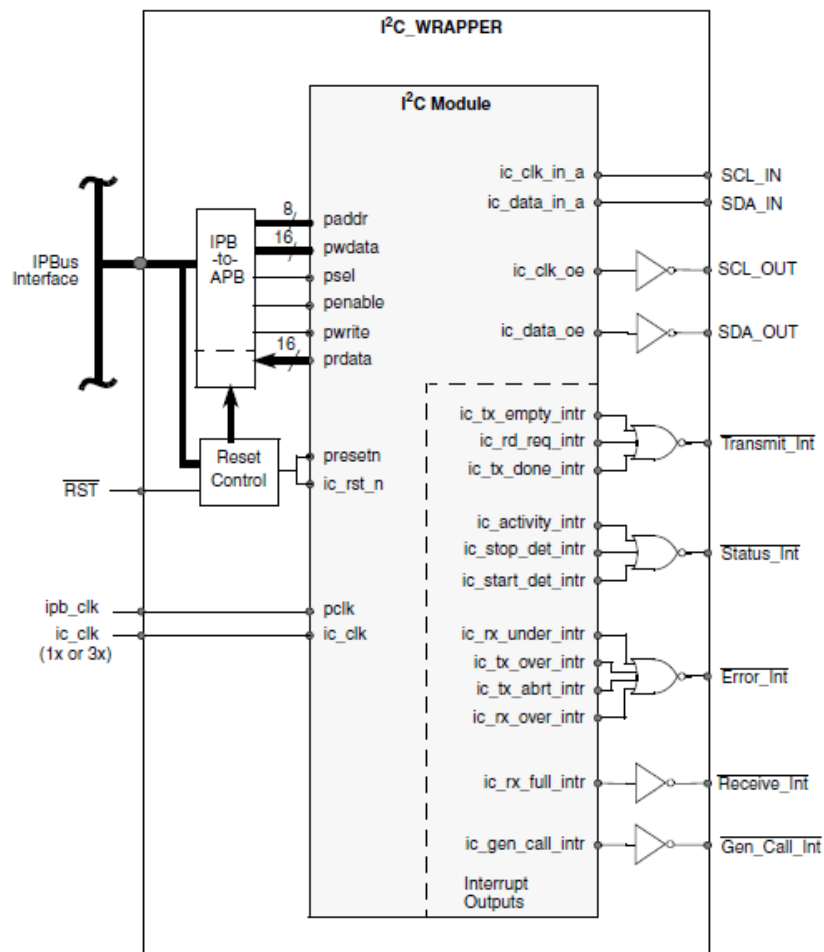 I²C_WRAPPER
I²C Module
IPBus
Interface
IPB
-to-
APB
8
paddr
16
pwdata
psel
penable
pwrite
16
prdata
Reset
Control
presetn
ic_rst_n
RST
ipb_clk
ic_clk
(1x or 3x)
pclk
ic_clk
ic_clk_in_a
SCL_IN
ic_data_in_a
SDA_IN
ic_clk_oe
SCL_OUT
ic_data_oe
SDA_OUT
ic_tx_empty_intr
ic_rd_req_intr
ic_tx_done_intr
Transmit_Int
ic_activity_intr
ic_stop_det_intr
ic_start_det_intr
Status_Int
ic_rx_under_intr
ic_tx_over_intr
ic_tx_abrt_intr
ic_rx_over_intr
Error_Int
ic_rx_full_intr
Receive_Int
ic_gen_call_intr
Gen_Call_Int
Interrupt
Outputs